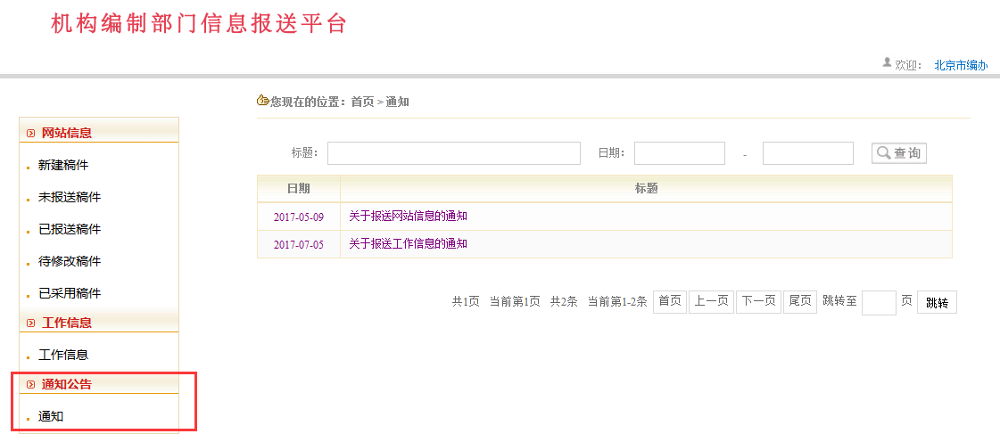 机构编制部门信息报送平台
欢迎： 北京市编办
您现在的位置：首页 > 通知
网站信息
新建稿件
未报送稿件
已报送稿件
待修改稿件
已采用稿件
工作信息
工作信息
通知公告
通知
标题： 日期： - 查询
日期 标题
2017-05-09 关于报送网站信息的通知
2017-07-05 关于报送工作信息的通知
共1页 当前第1页 共2条 当前第1-2条 首页 上一页 下一页 尾页 跳转至 页 跳转